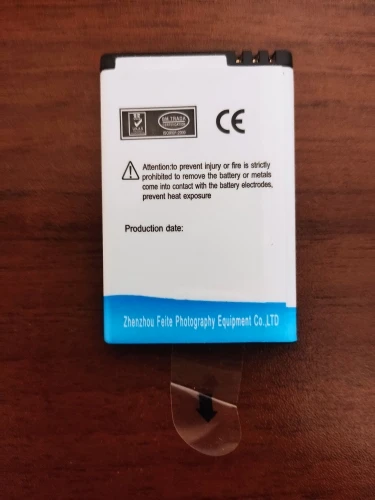 CE
Attention:to prevent injury or fire is strictly
prohibited to remove the battery or metals
come into contact with the battery electrodes,
prevent heat exposure
Production date:
Zhenzhou Feite Photography Equipment Co.,LTD